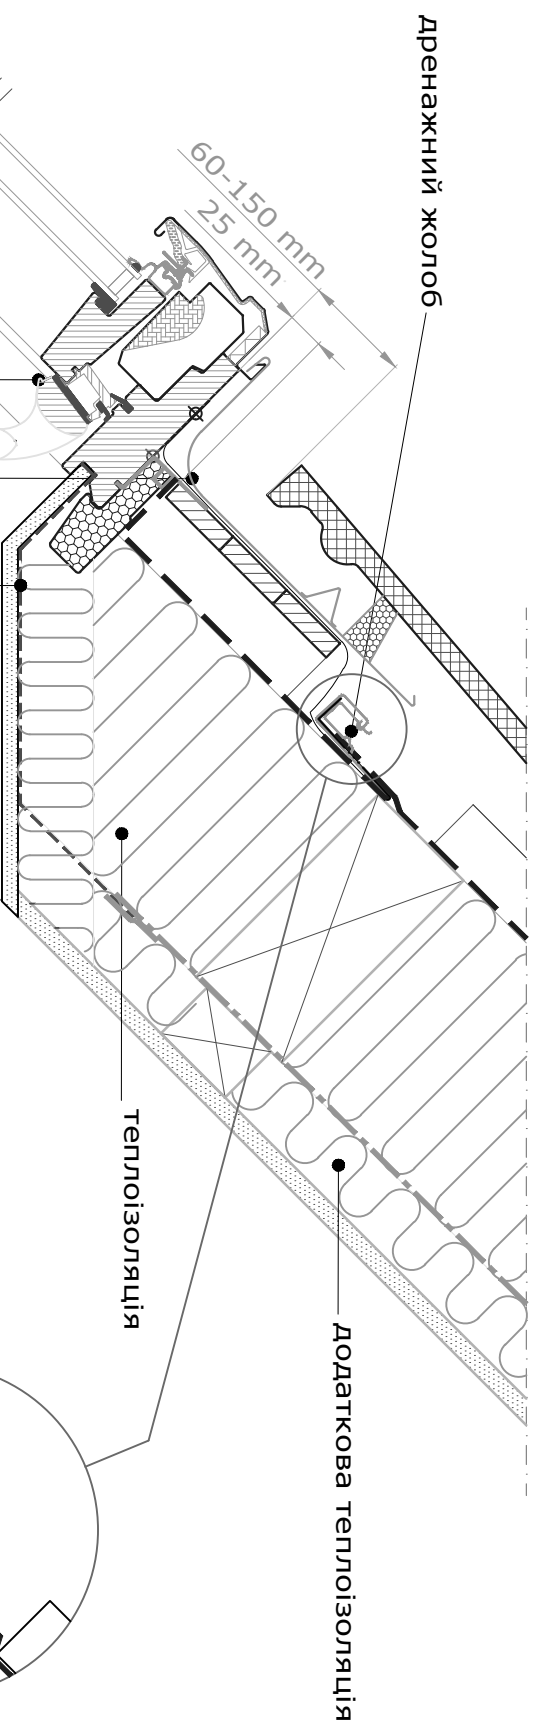 дренажний жолоб
60-150 mm
25 mm
теплоізоляція
додаткова теплоізоляція